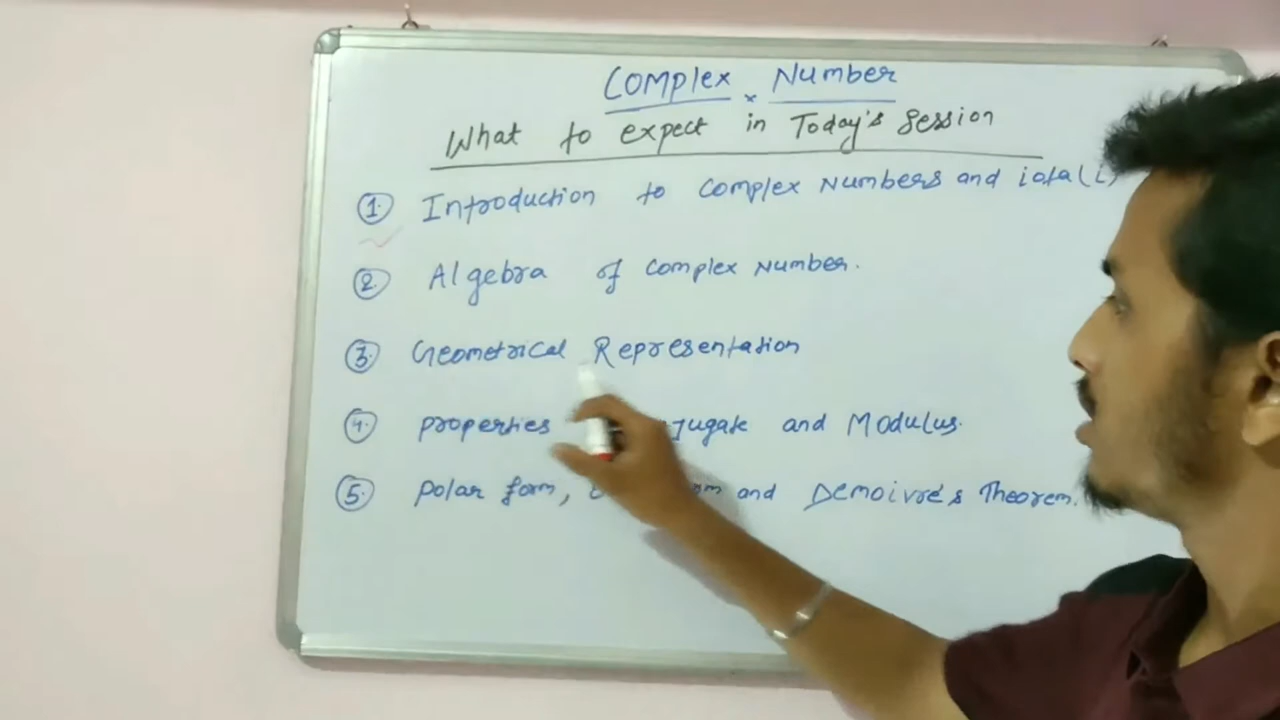 Complex Number
What to expect in Today's Session
1. Introduction to Complex Numbers and iota (i)
2. Algebra of Complex Number.
3. Geometrical Representation
4. properties and Modulus.
5. Polar form, and Demoivre's Theorem.